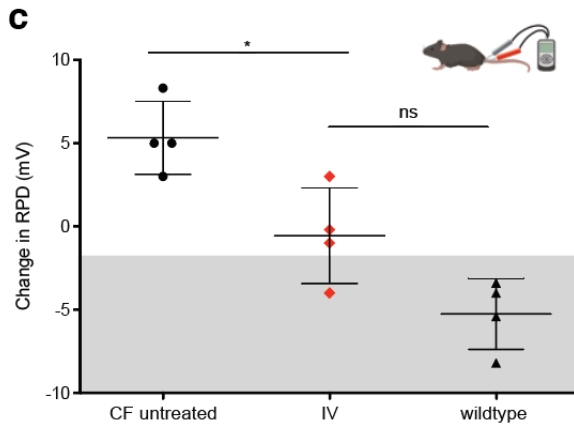 c
*
ns
10
5
0
-5
-10
Change in RPD (mV)
CF untreated
IV
wildtype